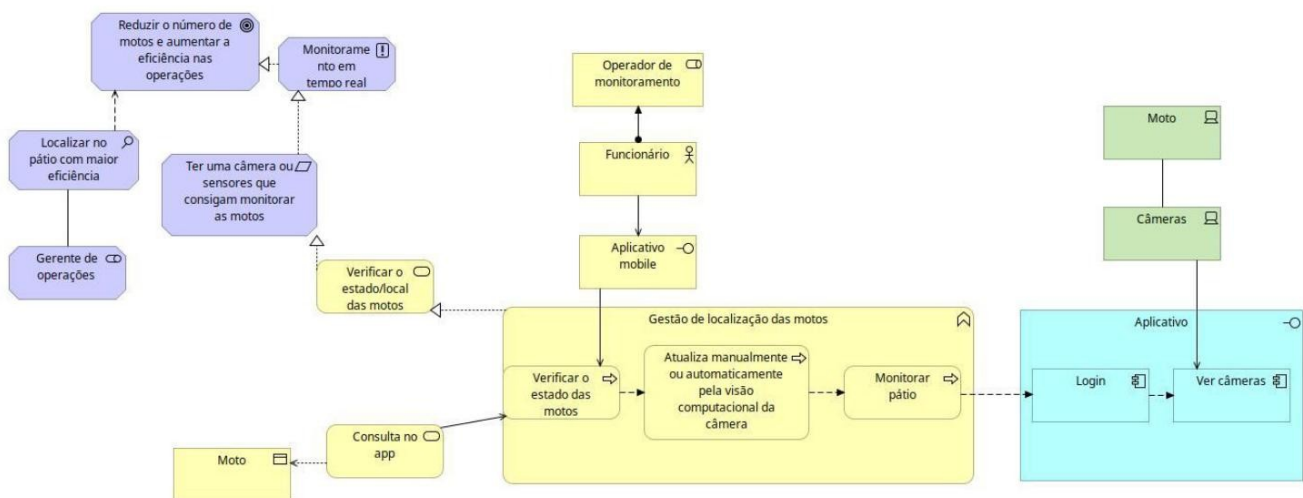 Reduzir o número de
motos e aumentar a
eficiência nas
operações
Monitorame
nto em
tempo real
Localizar no
pátio com maior
eficiência
Ter uma câmera ou
sensores que
consigam monitorar
as motos
Gerente de
operações
Verificar o
estado/local
das motos
Operador de
monitoramento
Funcionário
Aplicativo
mobile
Gestão de localização das motos
Verificar o
estado das
motos
Atualiza manualmente
ou automaticamente
pela visão
computacional da
câmera
Monitorar
pátio
Consulta no
app
Moto
Moto
Câmeras
Aplicativo
Login
Ver câmeras